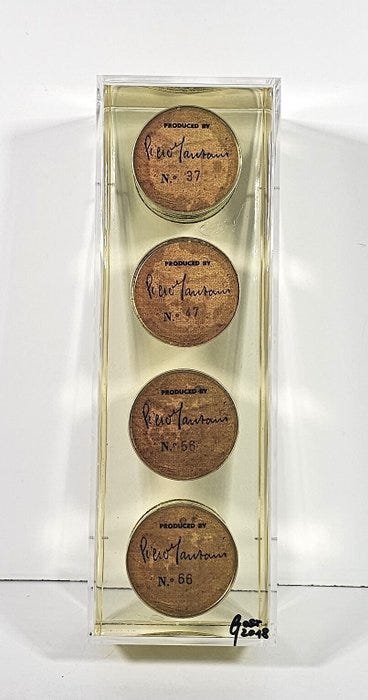 PRODUCED BY
Piero Manzoni
N.º 37
PRODUCED BY
Piero Manzoni
N.º 47
PRODUCED BY
Piero Manzoni
N.º 56
PRODUCED BY
Piero Manzoni
N.º 66
2018